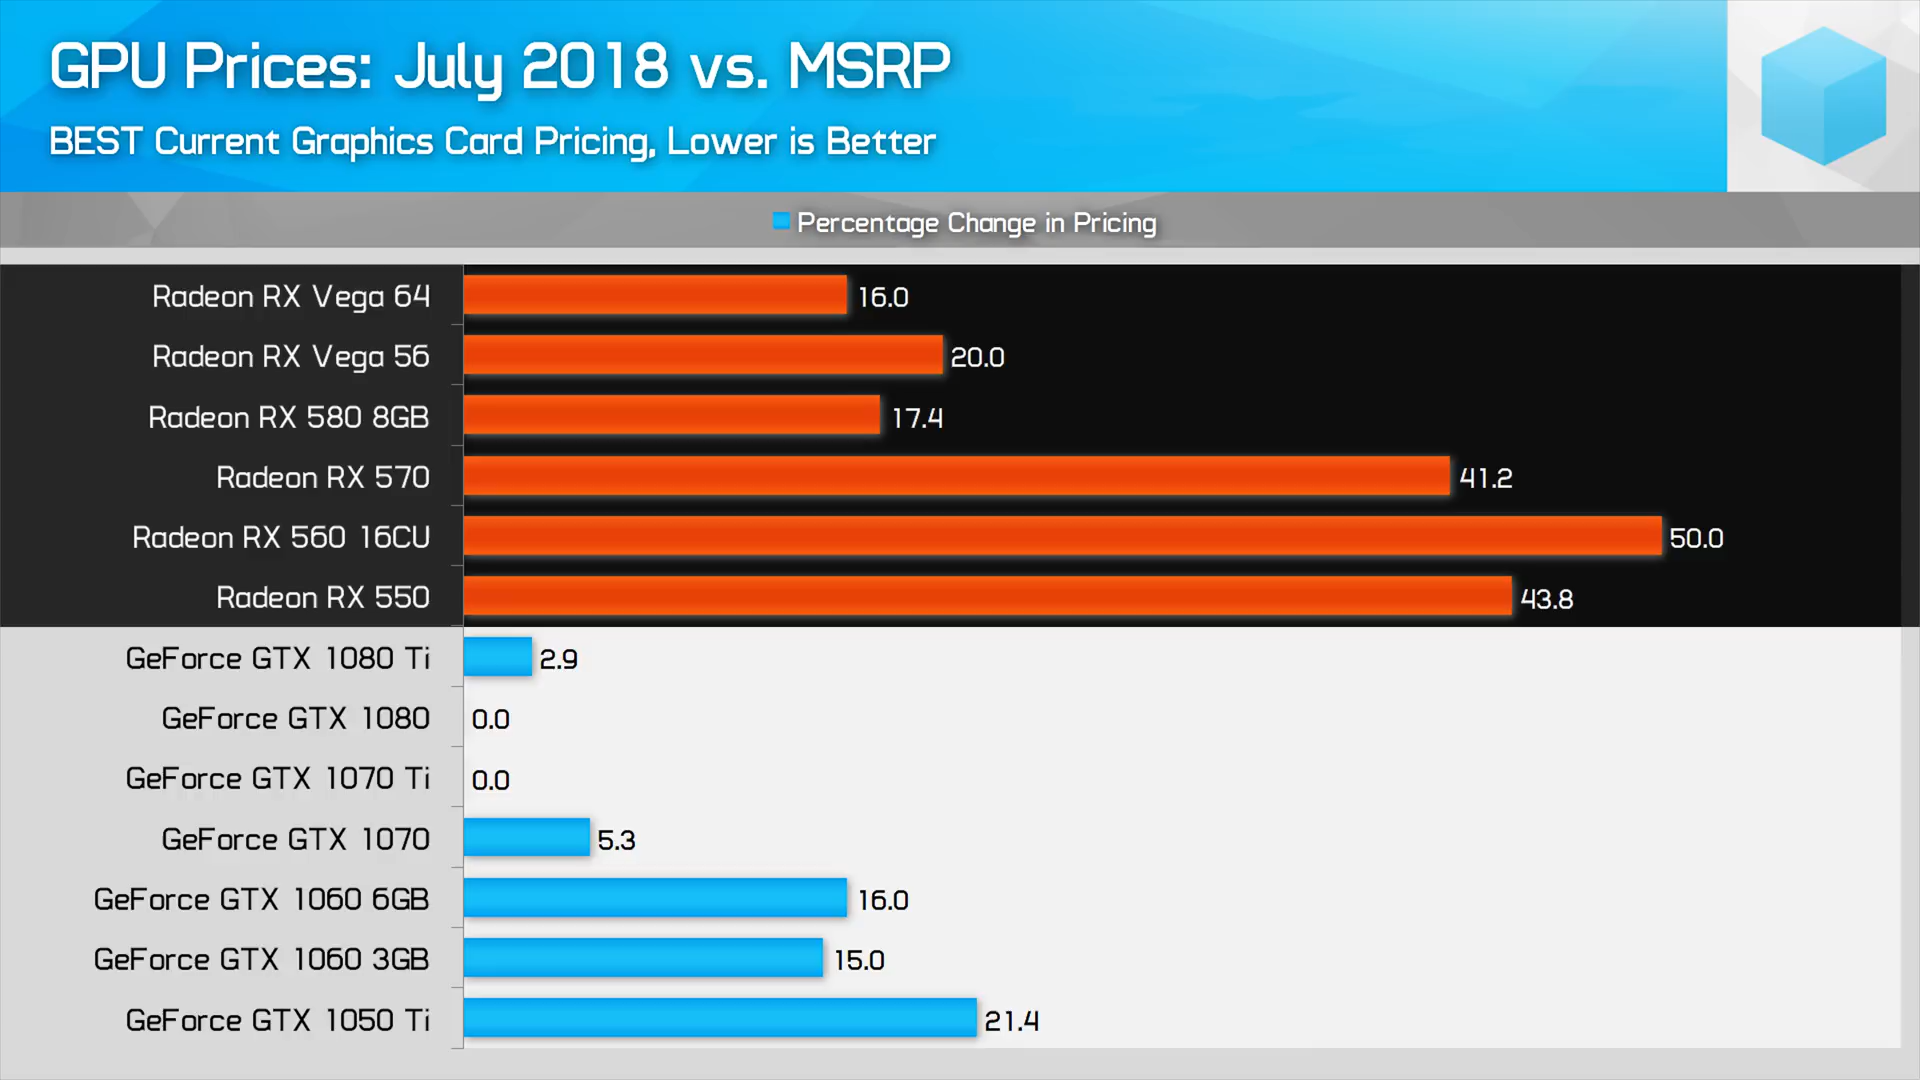 GPU Prices: July 2018 vs. MSRP
BEST Current Graphics Card Pricing, Lower is Better
Percentage Change in Pricing
Radeon RX Vega 64 16.0
Radeon RX Vega 56 20.0
Radeon RX 580 8GB 17.4
Radeon RX 570 41.2
Radeon RX 560 16CU 50.0
Radeon RX 550 43.8
GeForce GTX 1080 Ti 2.9
GeForce GTX 1080 0.0
GeForce GTX 1070 Ti 0.0
GeForce GTX 1070 5.3
GeForce GTX 1060 6GB 16.0
GeForce GTX 1060 3GB 15.0
GeForce GTX 1050 Ti 21.4